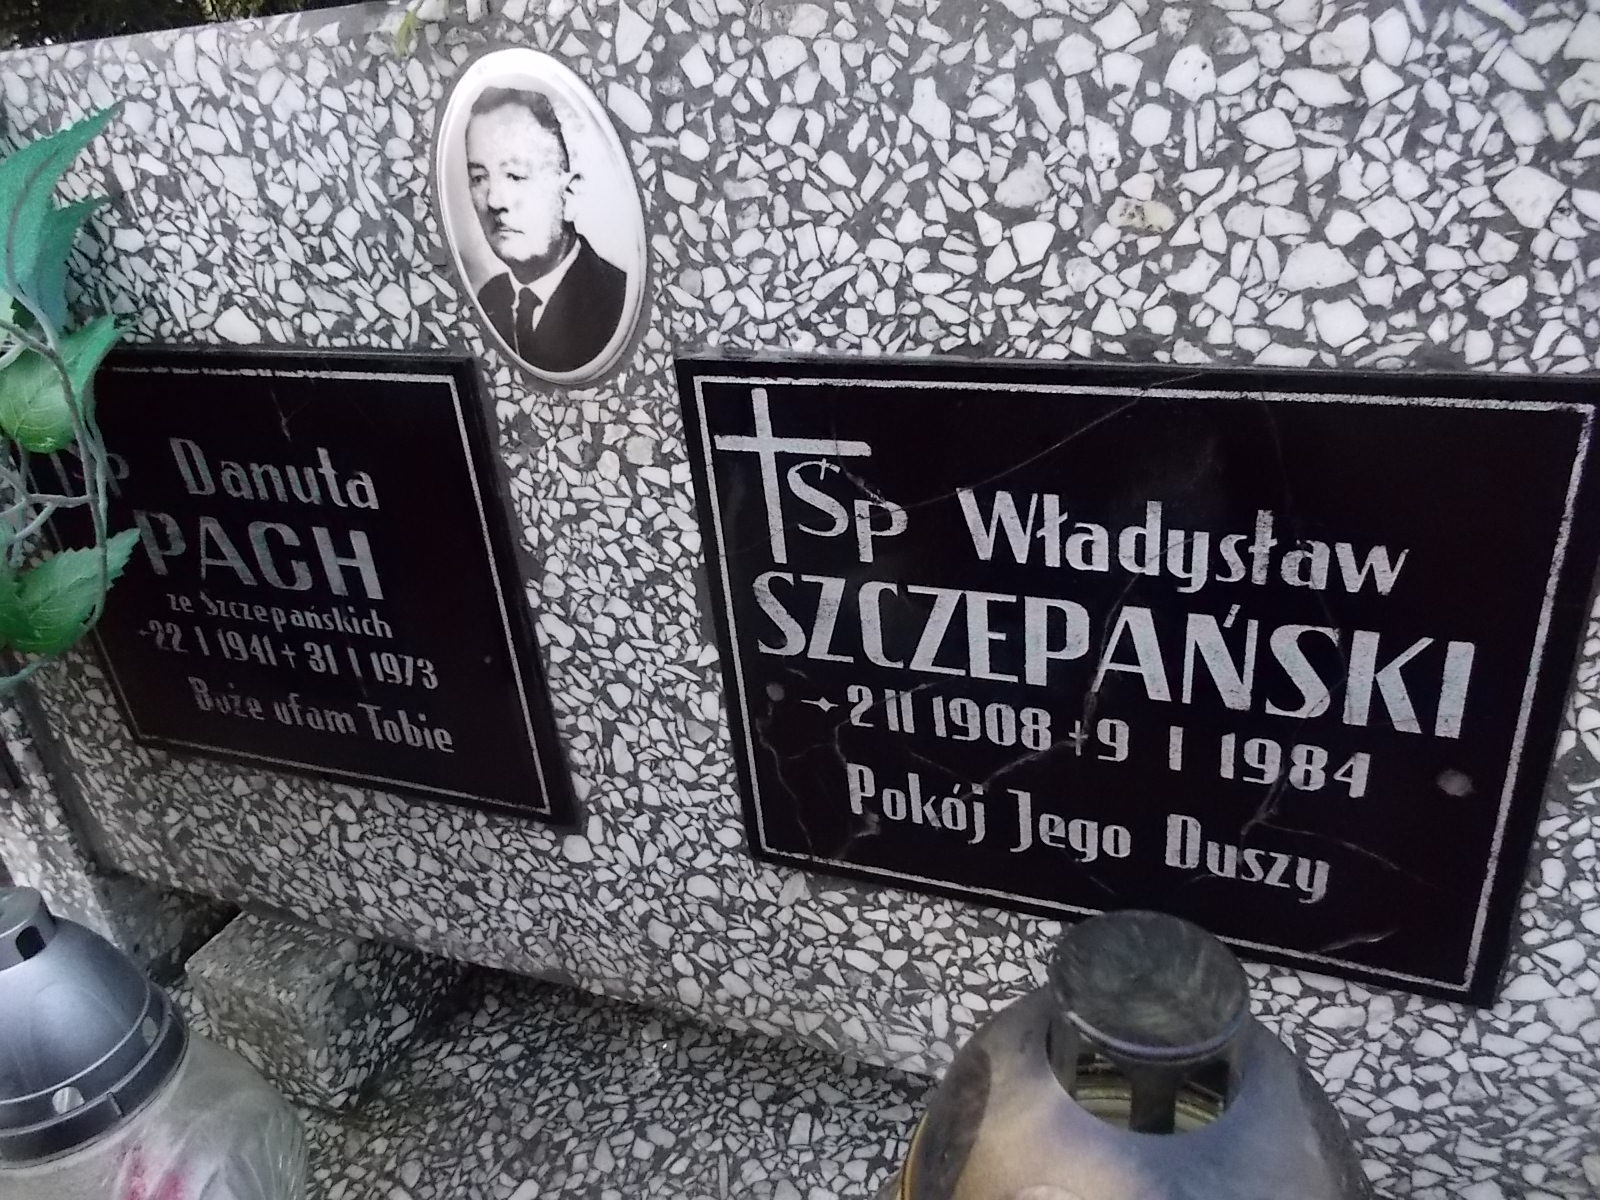 ŚP Danuta
PACH
ze Szczepańskich
22 I 1941 + 31 I 1973
Boże ufam Tobie
ŚP Władysław
SZCZEPAŃSKI
2 II 1908 + 9 I 1984
Pokój Jego Duszy